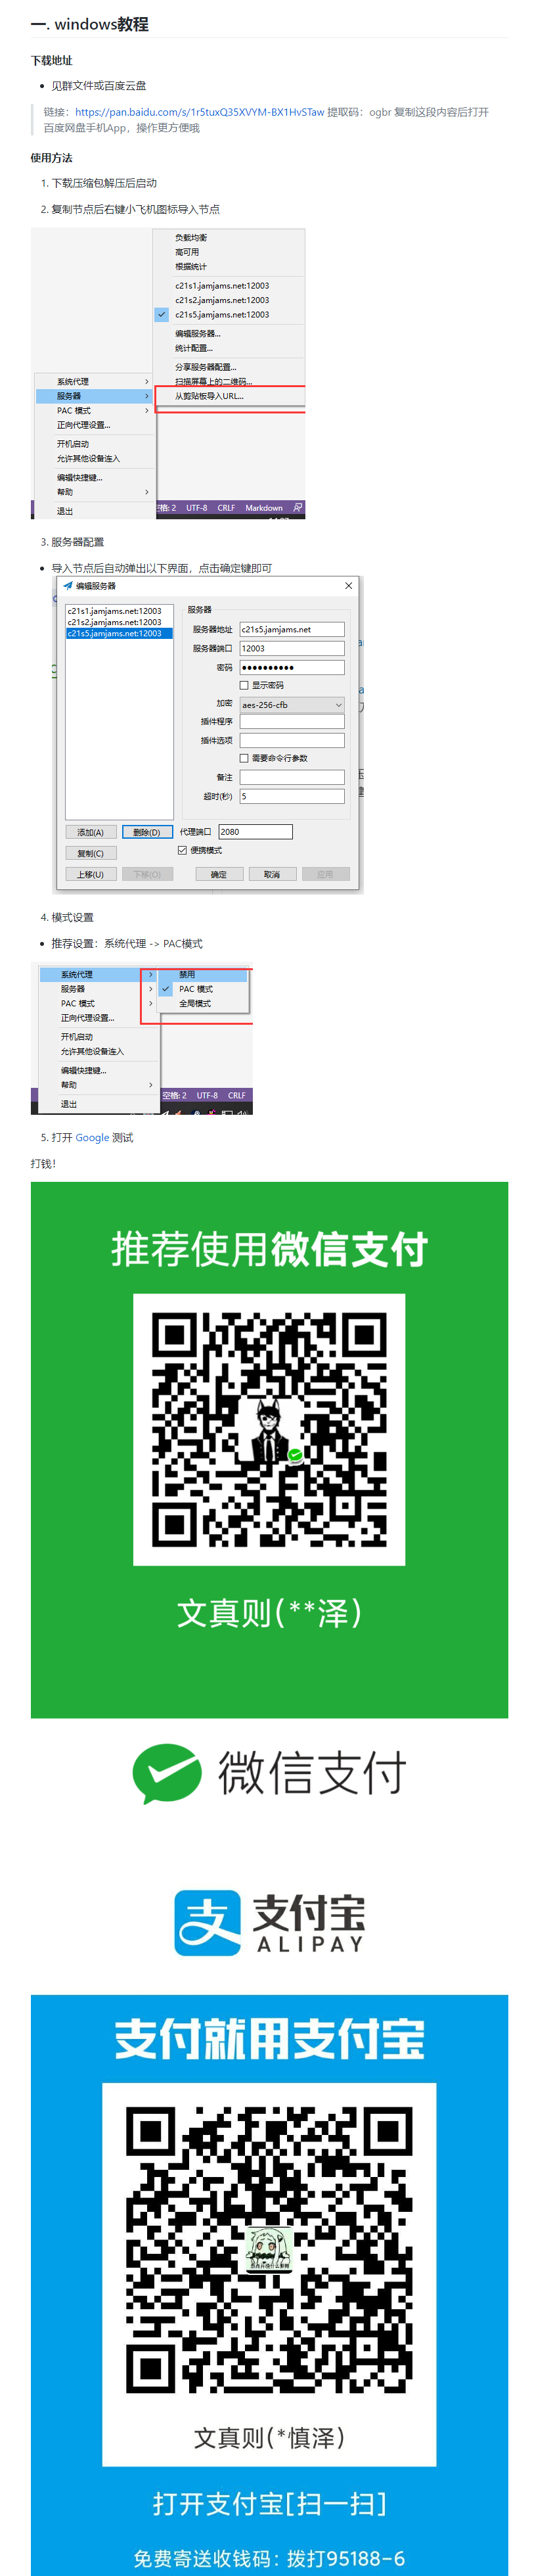 一. windows教程
下载地址
见群文件或百度云盘
链接：https://pan.baidu.com/s/1r5tuxQ35XVYM-BX1HvSTaw 提取码：ogbr 复制这段内容后打开
百度网盘手机App，操作更方便哦
使用方法
1. 下载压缩包解压后启动
2. 复制节点后右键小飞机图标导入节点
负载均衡
高可用
根据统计
c21s1.jamjams.net:12003
c21s2.jamjams.net:12003
c21s5.jamjams.net:12003
编辑服务器...
统计配置...
分享服务器配置...
扫描屏幕上的二维码...
从剪贴板导入URL...
系统代理
服务器
PAC 模式
正向代理设置...
开机启动
允许其他设备连入
编辑快捷键...
帮助
退出
空格: 2 UTF-8 CRLF Markdown
3. 服务器配置
导入节点后自动弹出以下界面，点击确定键即可
编辑服务器
c21s1.jamjams.net:12003
c21s2.jamjams.net:12003
c21s5.jamjams.net:12003
服务器
服务器地址 c21s5.jamjams.net
服务器端口 12003
密码 ●●●●●●●●●●
显示密码
加密 aes-256-cfb
插件程序
插件选项
需要命令行参数
备注
超时(秒) 5
添加(A) 删除(D) 代理端口 2080
复制(C) 便携模式
上移(U) 下移(O) 确定 取消 应用
4. 模式设置
推荐设置：系统代理 -> PAC模式
系统代理
服务器
PAC 模式
正向代理设置...
开机启动
允许其他设备连入
编辑快捷键...
帮助
退出
禁用
PAC 模式
全局模式
空格: 2 UTF-8 CRLF
5. 打开 Google 测试
打钱！
推荐使用微信支付
文真则(**泽)
微信支付
支付宝
ALIPAY
支付就用支付宝
文真则(*慎泽)
打开支付宝[扫一扫]
免费寄送收钱码：拨打95188-6